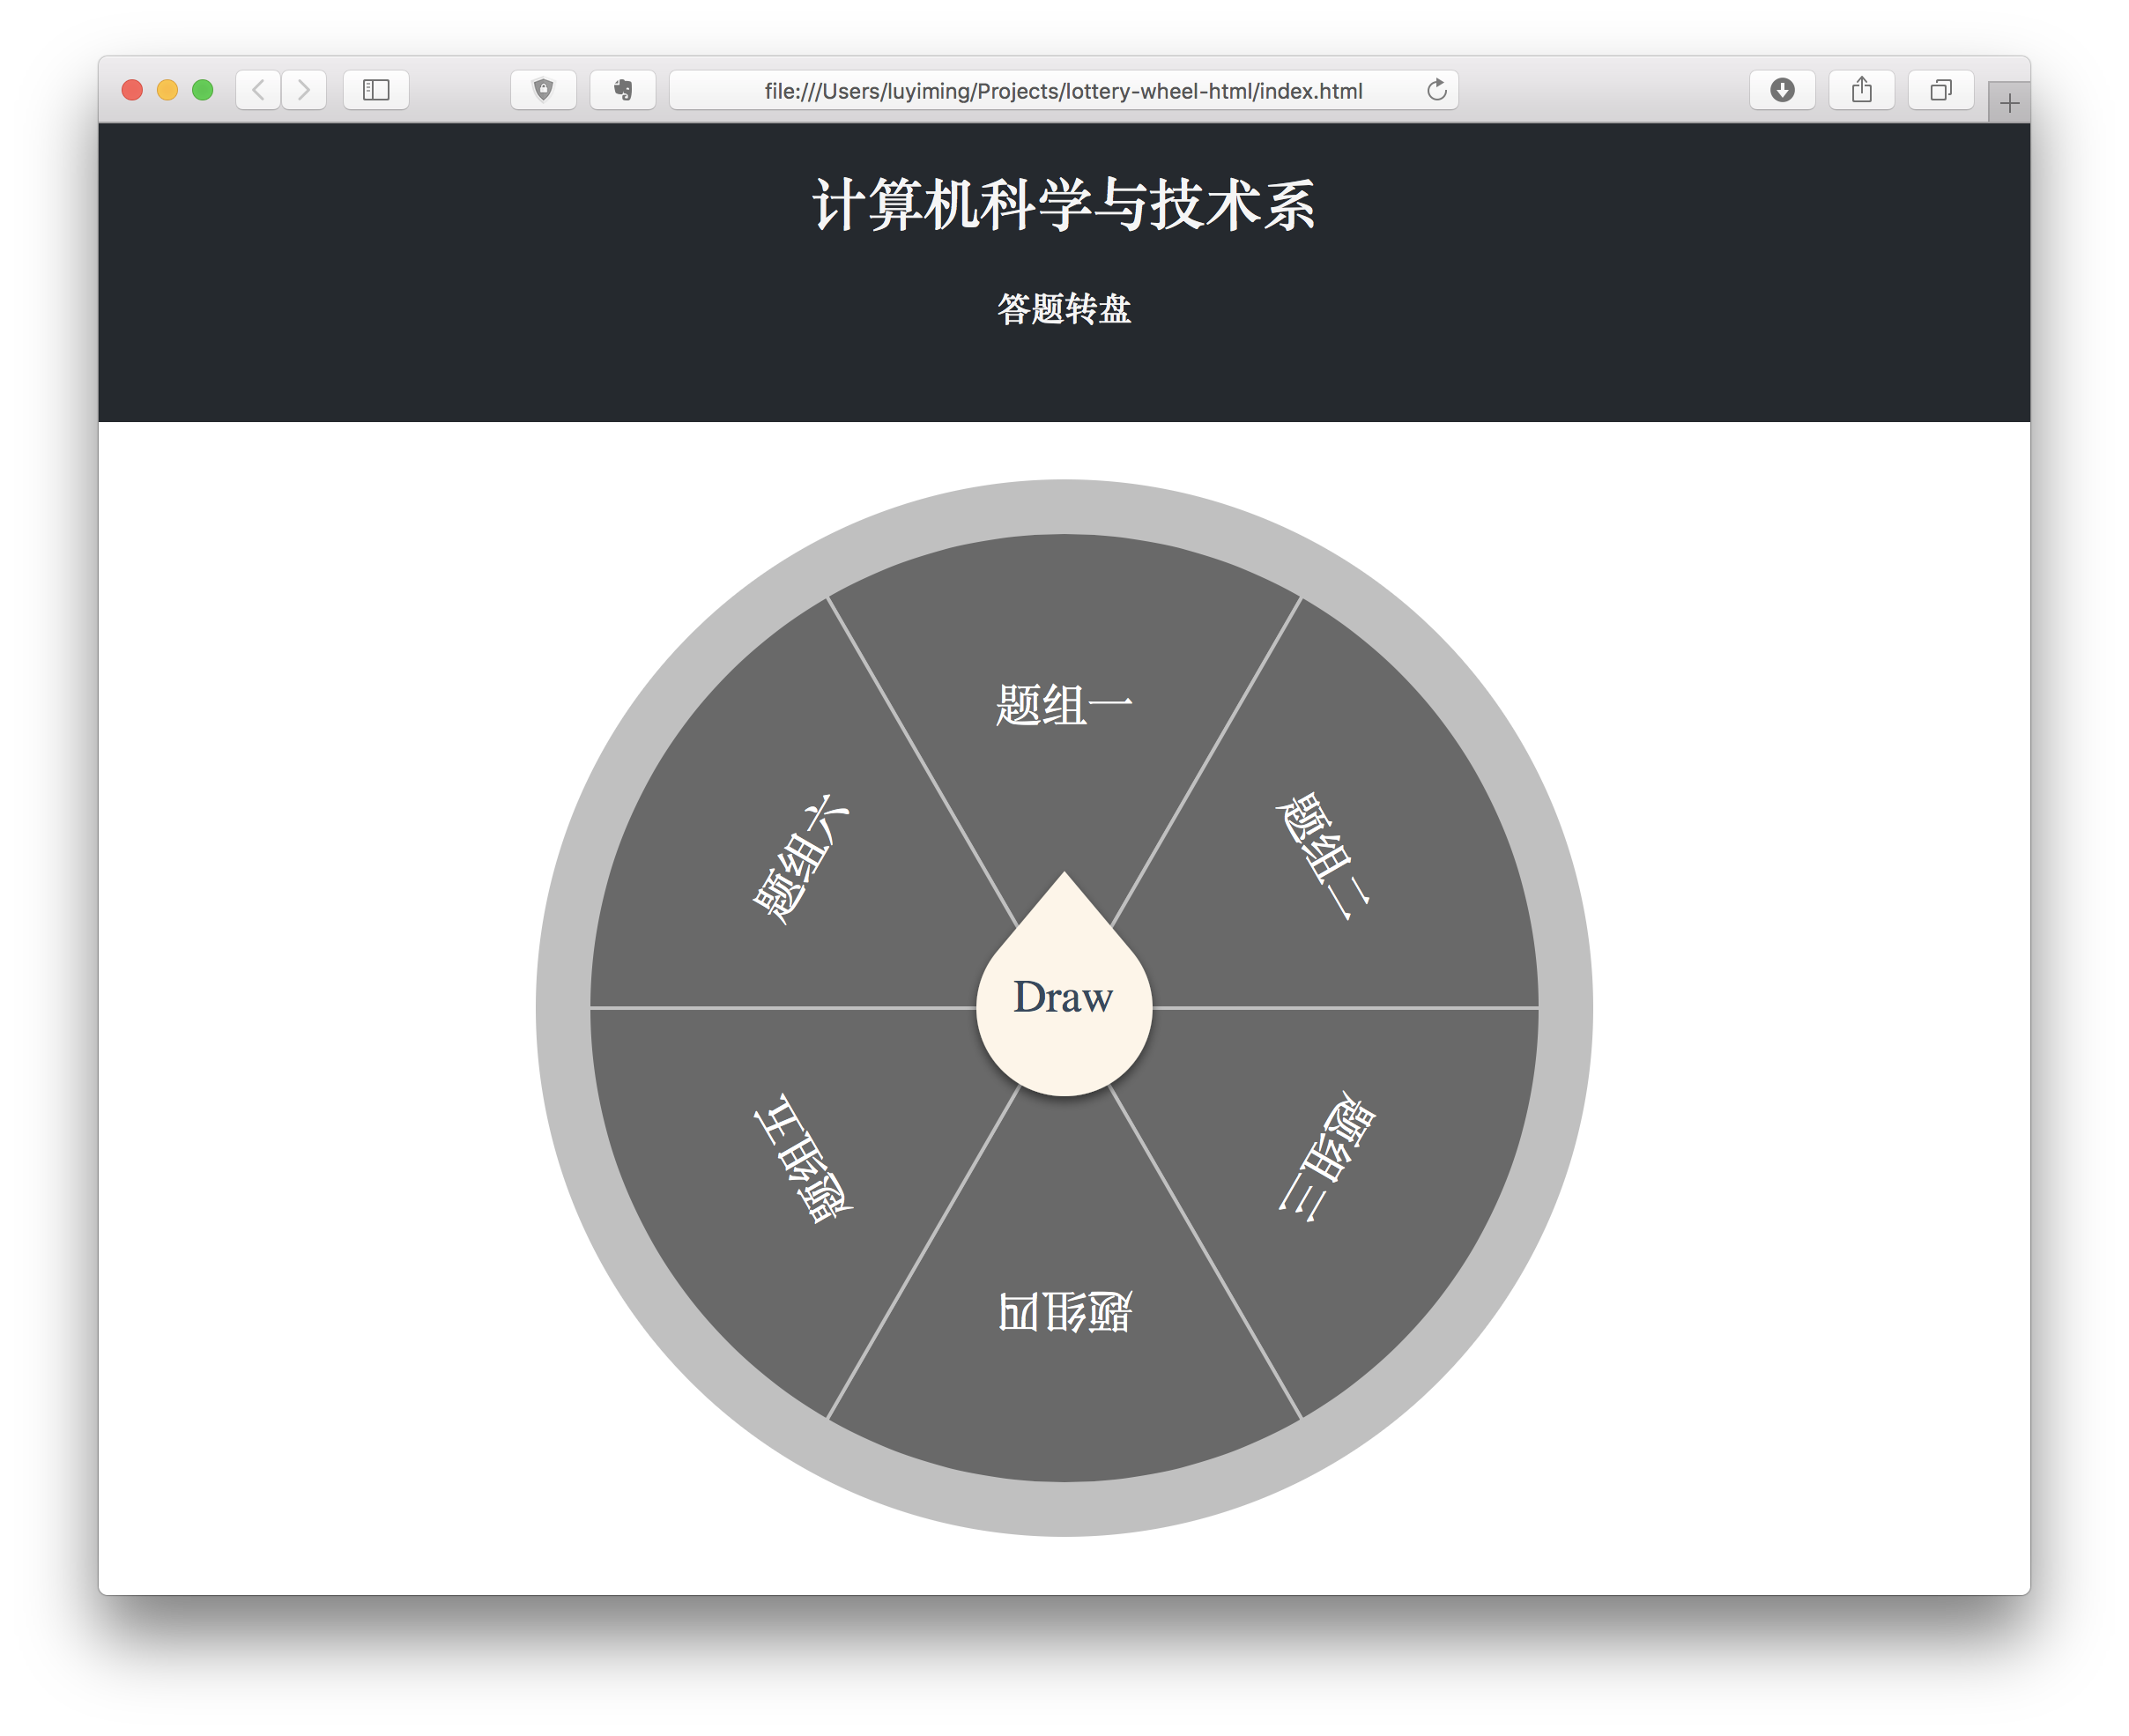 file:///Users/luyiming/Projects/lottery-wheel-html/index.html
计算机科学与技术系
答题转盘
题组一
题组二
题组三
题组四
题组五
题组六
Draw